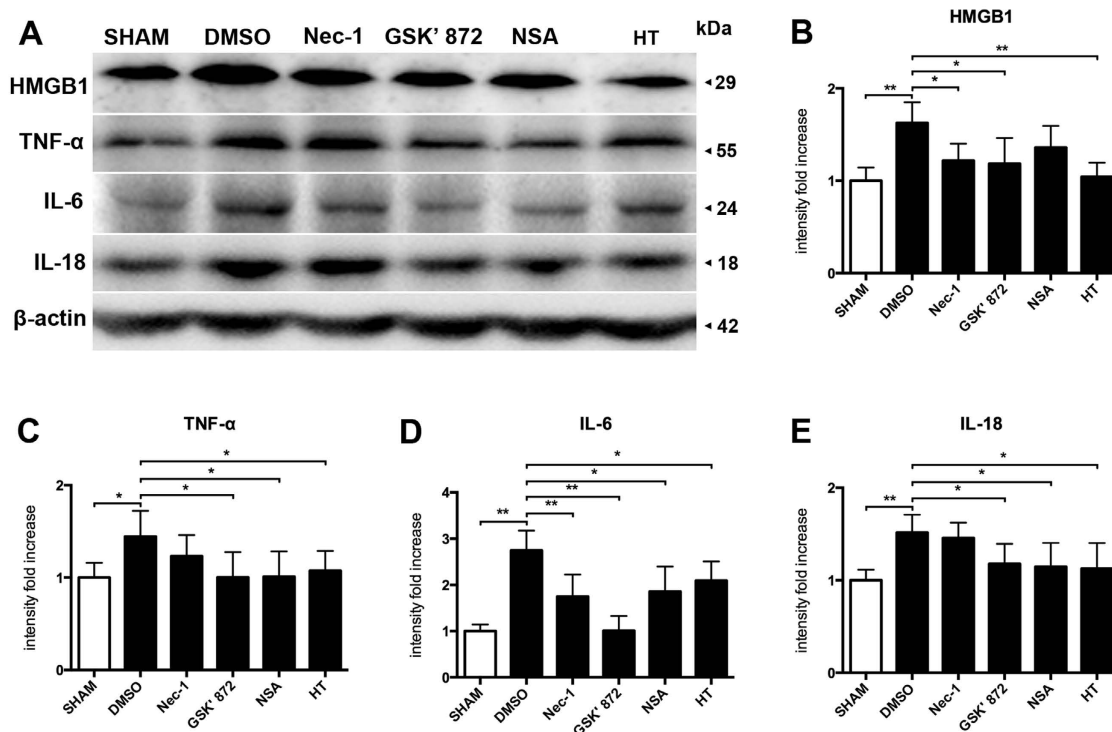 A
SHAM DMSO Nec-1 GSK' 872 NSA HT kDa
HMGB1 29
TNF-α 55
IL-6 24
IL-18 18
β-actin 42
B
HMGB1
**
*
*
**
intensity fold increase
2
1
0
SHAM DMSO Nec-1 GSK' 872 NSA HT
C
TNF-α
*
*
*
*
intensity fold increase
2
1
0
SHAM DMSO Nec-1 GSK' 872 NSA HT
D
IL-6
*
*
**
** **
intensity fold increase
4
3
2
1
0
SHAM DMSO Nec-1 GSK' 872 NSA HT
E
IL-18
*
*
*
**
intensity fold increase
2
1
0
SHAM DMSO Nec-1 GSK' 872 NSA HT